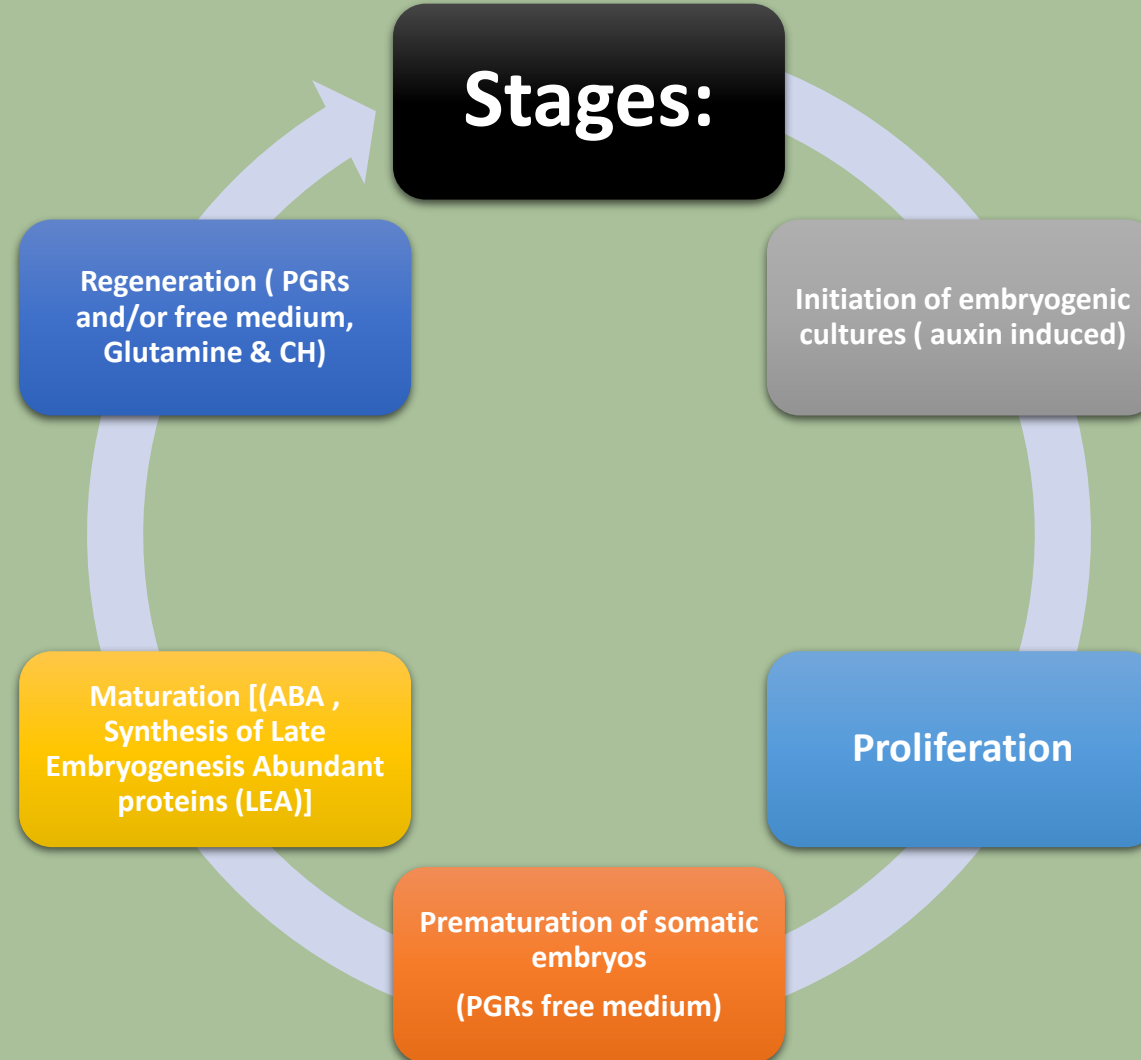 Stages:
Initiation of embryogenic
cultures ( auxin induced)
Proliferation
Prematuration of somatic
embryos
(PGRs free medium)
Maturation [(ABA ,
Synthesis of Late
Embryogenesis Abundant
proteins (LEA)]
Regeneration ( PGRs
and/or free medium,
Glutamine & CH)